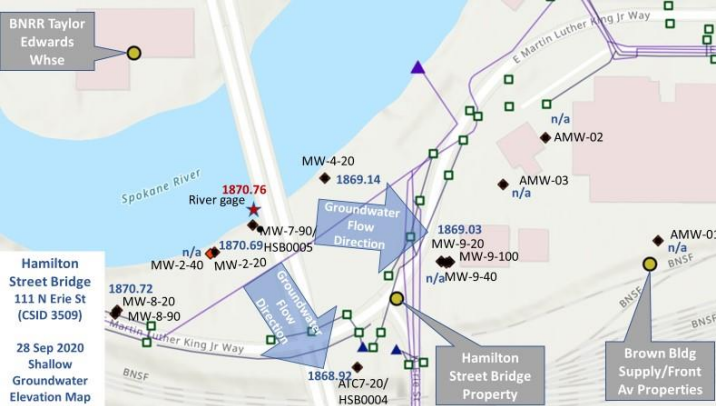 BNRR Taylor
Edwards
Whse
E Martin Luther King Jr Way
n/a
AMW-02
MW-4-20
1869.14
AMW-03
n/a
Spokane River
1870.76
River gage
Groundwater
Flow
Direction
1869.03
MW-9-20
MW-9-100
n/a
MW-9-40
AMW-01
n/a
MW-7-90/
HSB0005
n/a
1870.69
MW-2-40
MW-2-20
BNSF
BNSF
BNSF
Hamilton
Street Bridge
111 N Erie St
(CSID 3509)
28 Sep 2020
Shallow
Groundwater
Elevation Map
1870.72
MW-8-20
MW-8-90
Martin Luther King Jr Way
BNSF
Groundwater
Flow
Direction
1868.92
ATC7-20/
HSB0004
Hamilton
Street Bridge
Property
Brown Bldg
Supply/Front
Av Properties